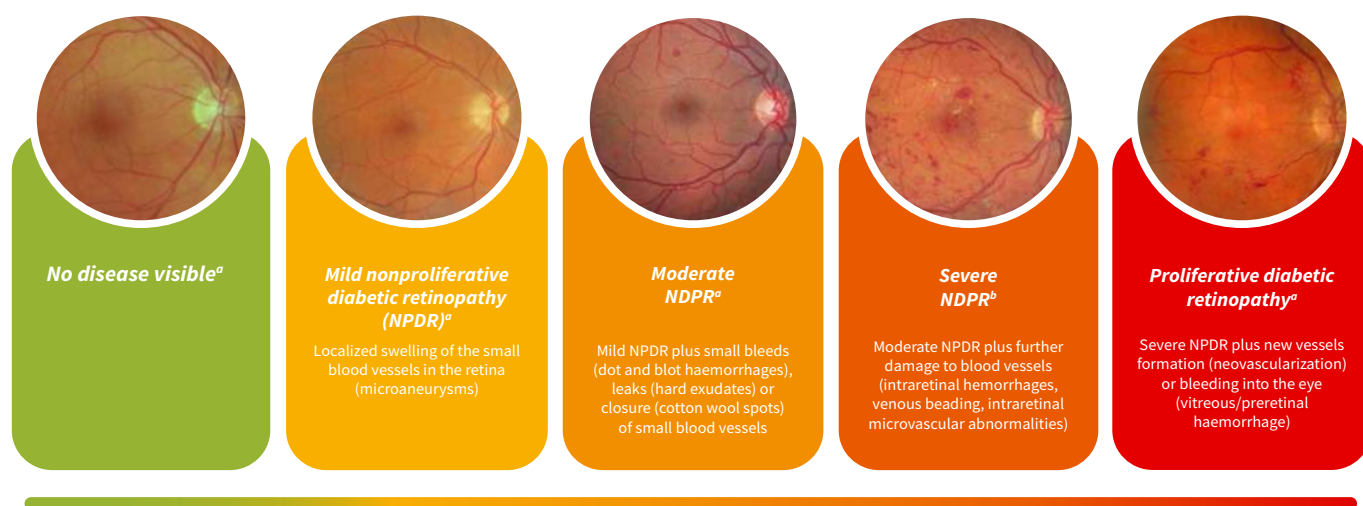 No disease visibleᵃ
Mild nonproliferative
diabetic retinopathy
(NPDR)ᵃ
Localized swelling of the small
blood vessels in the retina
(microaneurysms)
Moderate
NDPRᵃ
Mild NPDR plus small bleeds
(dot and blot haemorrhages),
leaks (hard exudates) or
closure (cotton wool spots)
of small blood vessels
Severe
NDPRᵇ
Moderate NPDR plus further
damage to blood vessels
(intraretinal hemorrhages,
venous beading, intraretinal
microvascular abnormalities)
Proliferative diabetic
retinopathyᵃ
Severe NPDR plus new vessels
formation (neovascularization)
or bleeding into the eye
(vitreous/preretinal
haemorrhage)